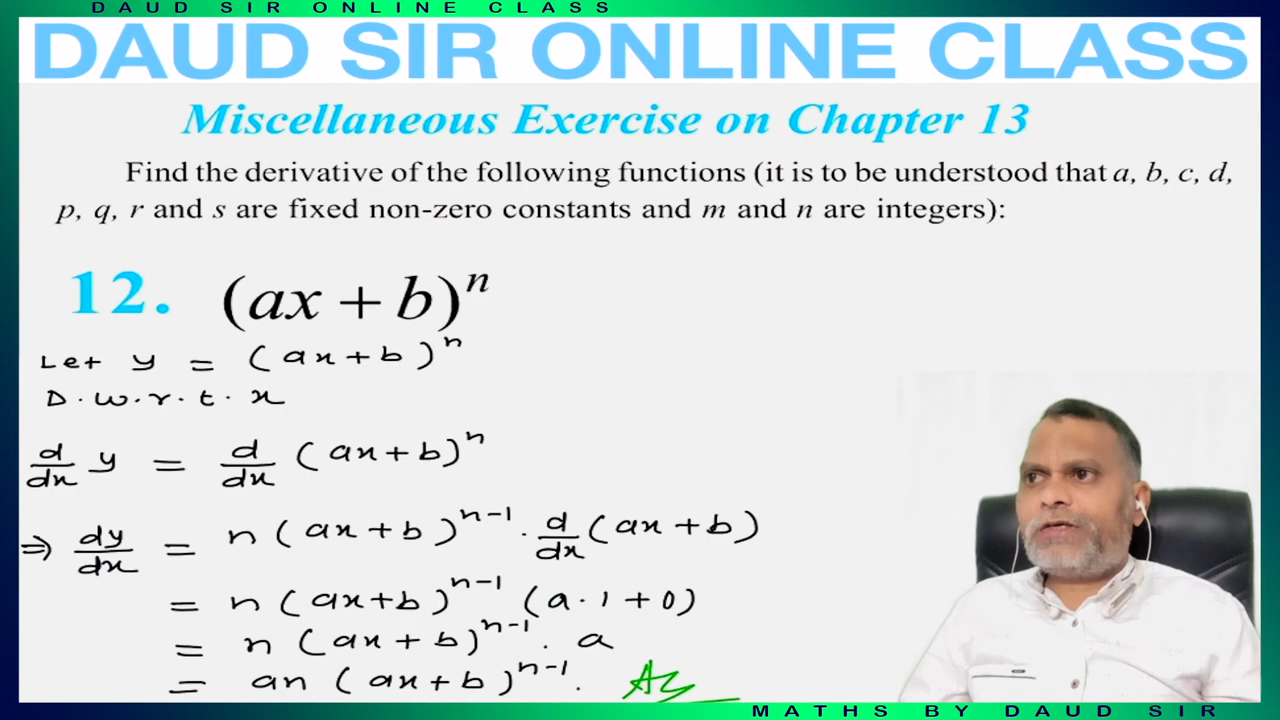 DAUD SIR ONLINE CLASS
DAUD SIR ONLINE CLASS
Miscellaneous Exercise on Chapter 13
Find the derivative of the following functions (it is to be understood that a, b, c, d,
p, q, r and s are fixed non-zero constants and m and n are integers):
12. (ax + b)^n
Let y = (ax+b)^n
D.w.r.t.x
d/dx y = d/dx (ax+b)^n
⇒ dy/dx = n(ax+b)^n-1 . d/dx (ax+b)
= n(ax+b)^n-1 (a.1+0)
= n(ax+b)^n-1 . a
= an(ax+b)^n-1.
MATHS BY DAUD SIR